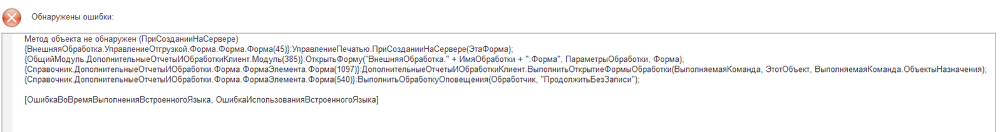 Обнаружены ошибки:
Метод объекта не обнаружен (ПриСозданииНаСервере)
{ВнешняяОбработка.УправлениеОтгрузкой.Форма.Форма.Форма(45)}:УправлениеПечатью.ПриСозданииНаСервере(ЭтаФорма);
{ОбщийМодуль.ДополнительныеОтчетыИОбработкиКлиент.Модуль(385)}:ОткрытьФорму("ВнешняяОбработка." + ИмяОбработки + ".Форма", ПараметрыОбработки, Форма);
{Справочник.ДополнительныеОтчетыИОбработки.Форма.ФормаЭлемента.Форма(1097)}:ДополнительныеОтчетыИОбработкиКлиент.ВыполнитьОткрытиеФормыОбработки(ВыполняемаяКоманда, ЭтотОбъект, ВыполняемаяКоманда.ОбъектыНазначения);
{Справочник.ДополнительныеОтчетыИОбработки.Форма.ФормаЭлемента.Форма(540)}:ВыполнитьОбработкуОповещения(Обработчик, "ПродолжитьБезЗаписи");
[ОшибкаВоВремяВыполненияВстроенногоЯзыка, ОшибкаИспользованияВстроенногоЯзыка]